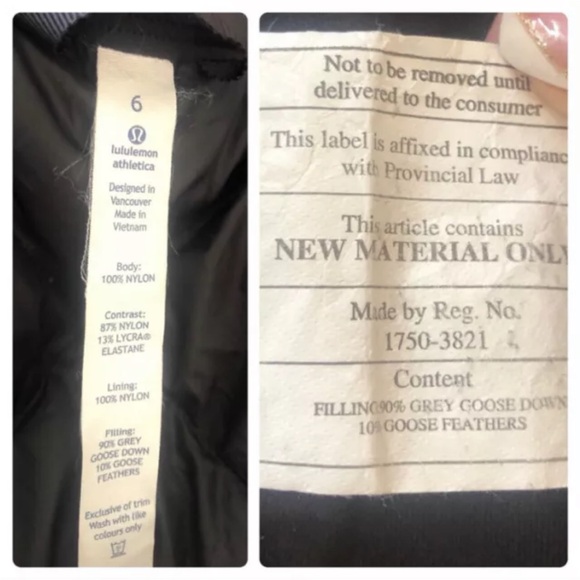 6
lululemon
athletica
Designed in
Vancouver
Made in
Vietnam
Body:
100% NYLON
Contrast:
87% NYLON
13% LYCRA®
ELASTANE
Lining:
100% NYLON
Filling:
90% GREY
GOOSE DOWN
10% GOOSE
FEATHERS
Exclusive of trim
Wash with like
colours only
Not to be removed until
delivered to the consumer
This label is affixed in complianc
with Provincial Law
This article contains
NEW MATERIAL ONLY
Made by Reg. No.
1750-3821
Content
FILLING 90% GREY GOOSE DOWN
10% GOOSE FEATHERS